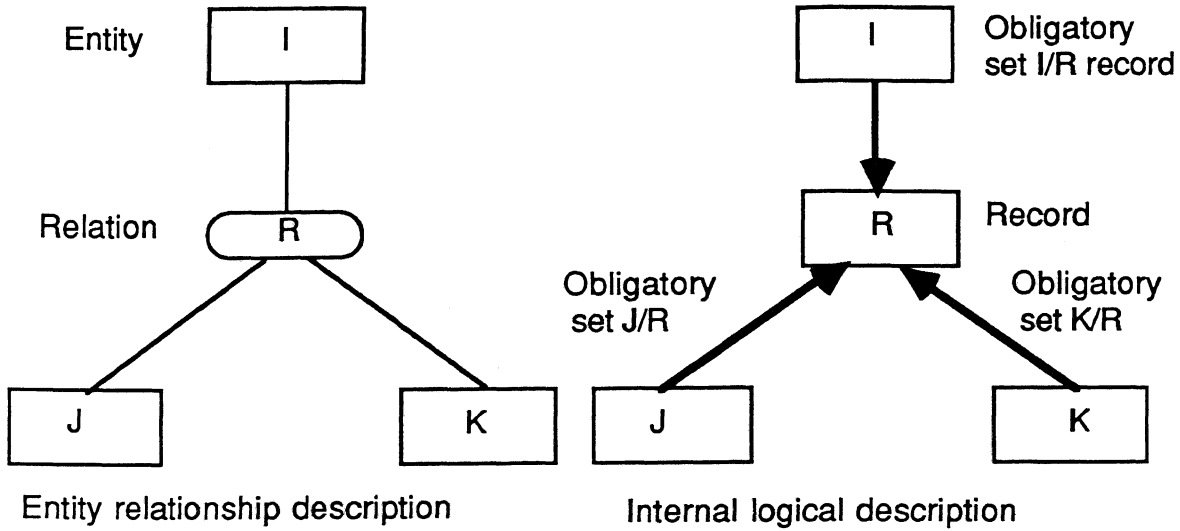 Entity
I
Relation
R
J
K
Entity relationship description
I
Obligatory
set I/R record
R
Record
Obligatory
set J/R
Obligatory
set K/R
J
K
Internal logical description